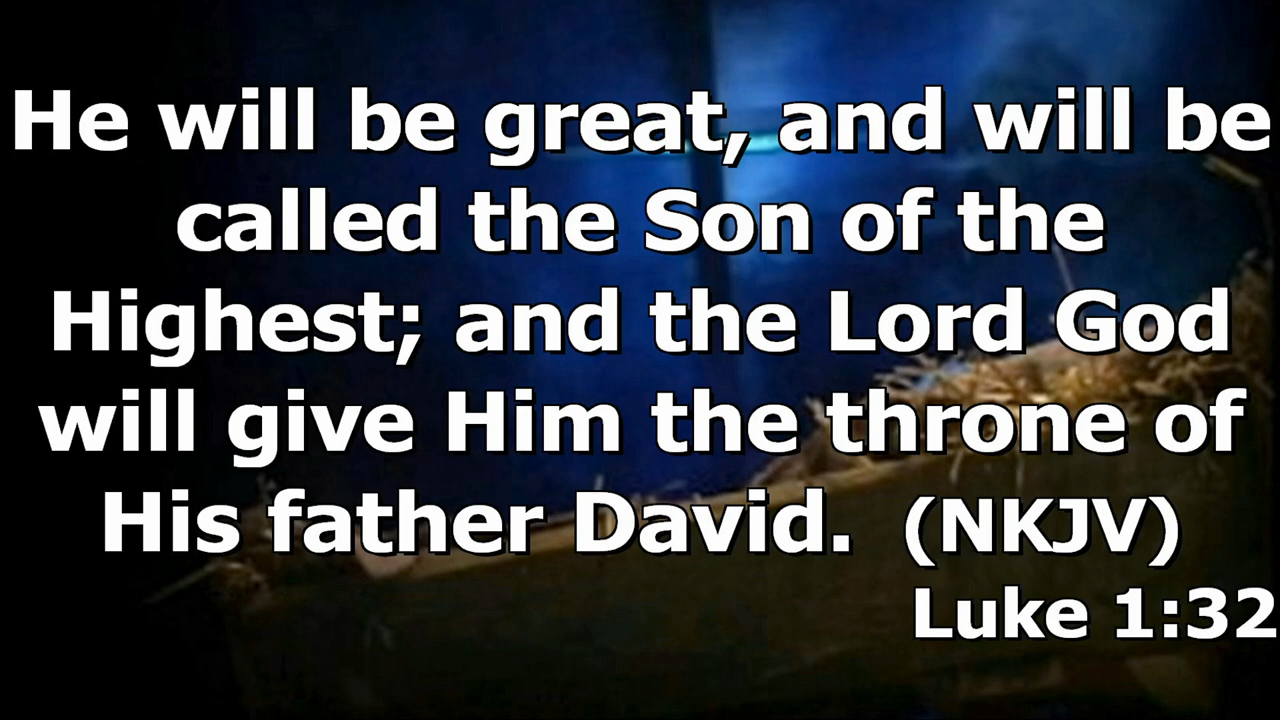 He will be great, and will be
called the Son of the
Highest; and the Lord God
will give Him the throne of
His father David.  (NKJV)
Luke 1:32